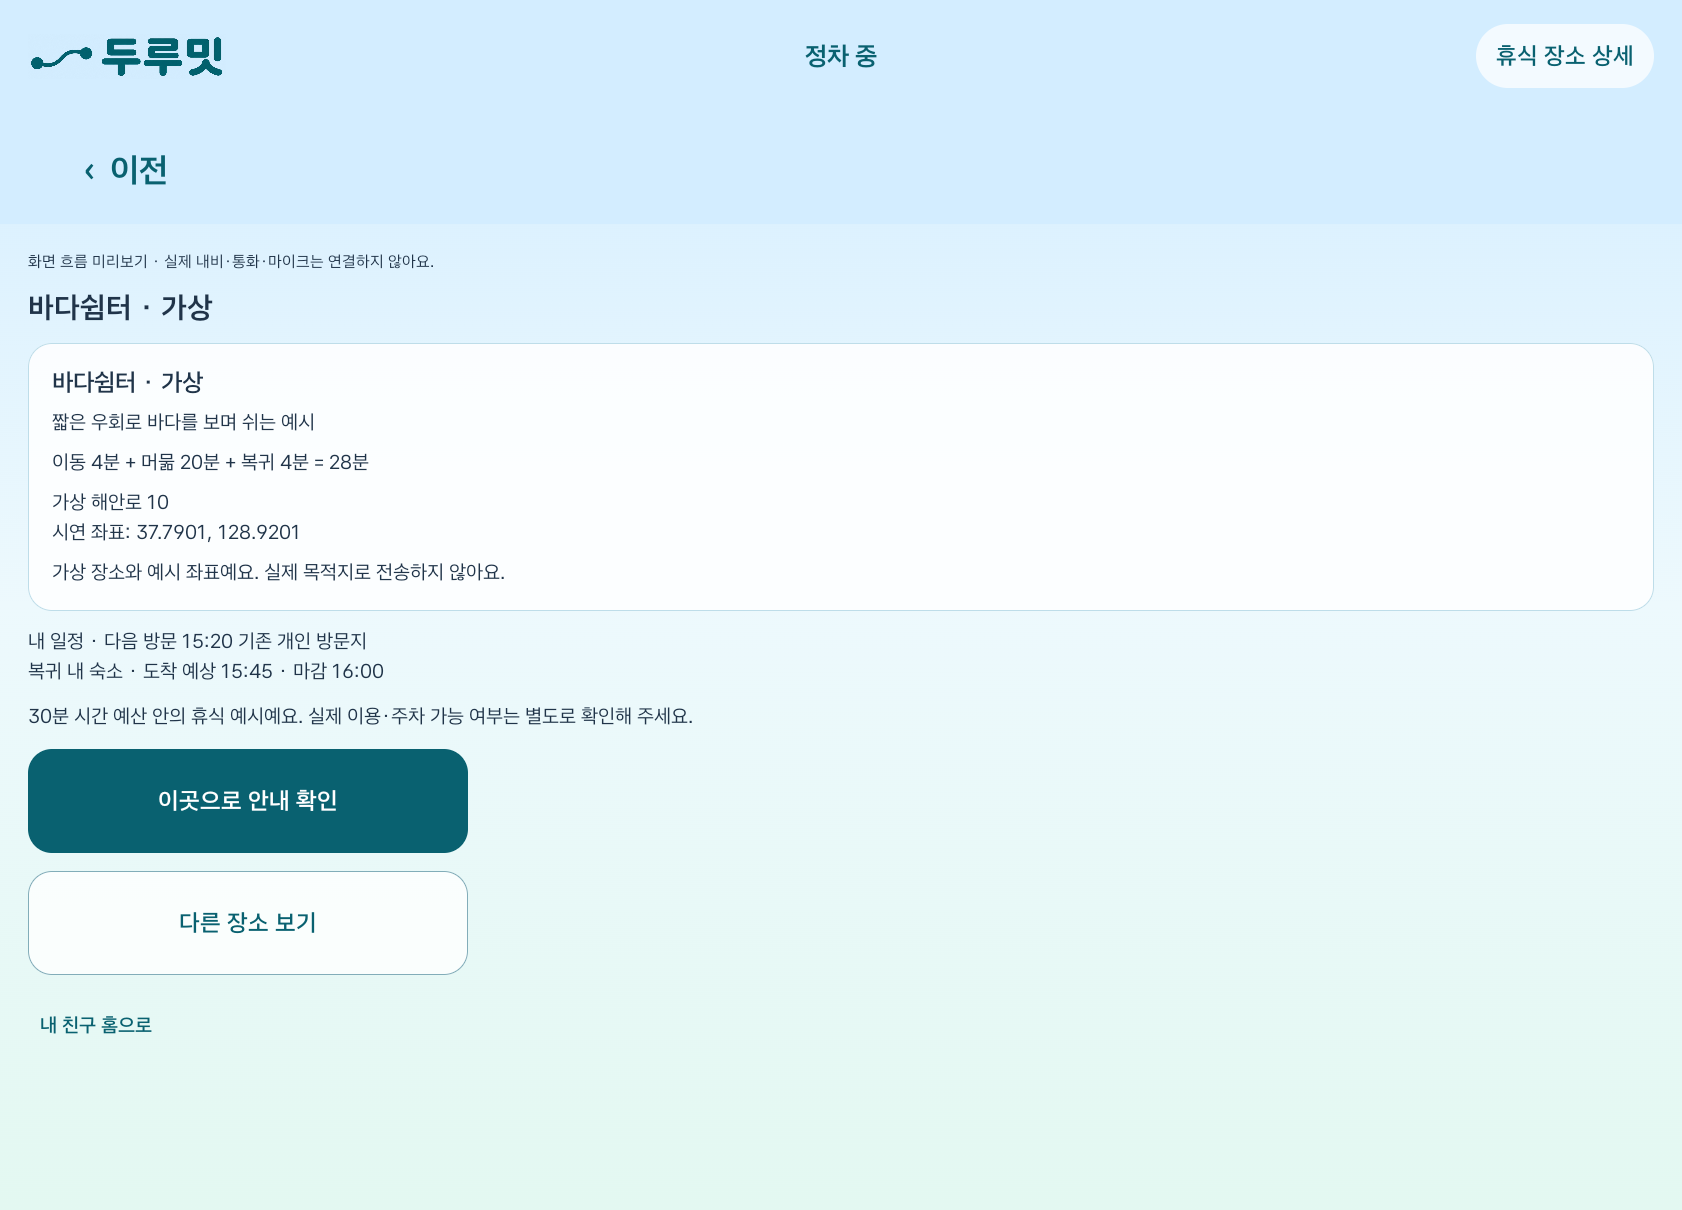 두루밋
정차 중
휴식 장소 상세
‹ 이전
화면 흐름 미리보기 · 실제 내비·통화·마이크는 연결하지 않아요.
바다쉼터 · 가상
바다쉼터 · 가상
짧은 우회로 바다를 보며 쉬는 예시
이동 4분 + 머묾 20분 + 복귀 4분 = 28분
가상 해안로 10
시연 좌표: 37.7901, 128.9201
가상 장소와 예시 좌표예요. 실제 목적지로 전송하지 않아요.
내 일정 · 다음 방문 15:20 기존 개인 방문지
복귀 내 숙소 · 도착 예상 15:45 · 마감 16:00
30분 시간 예산 안의 휴식 예시예요. 실제 이용·주차 가능 여부는 별도로 확인해 주세요.
이곳으로 안내 확인
다른 장소 보기
내 친구 홈으로